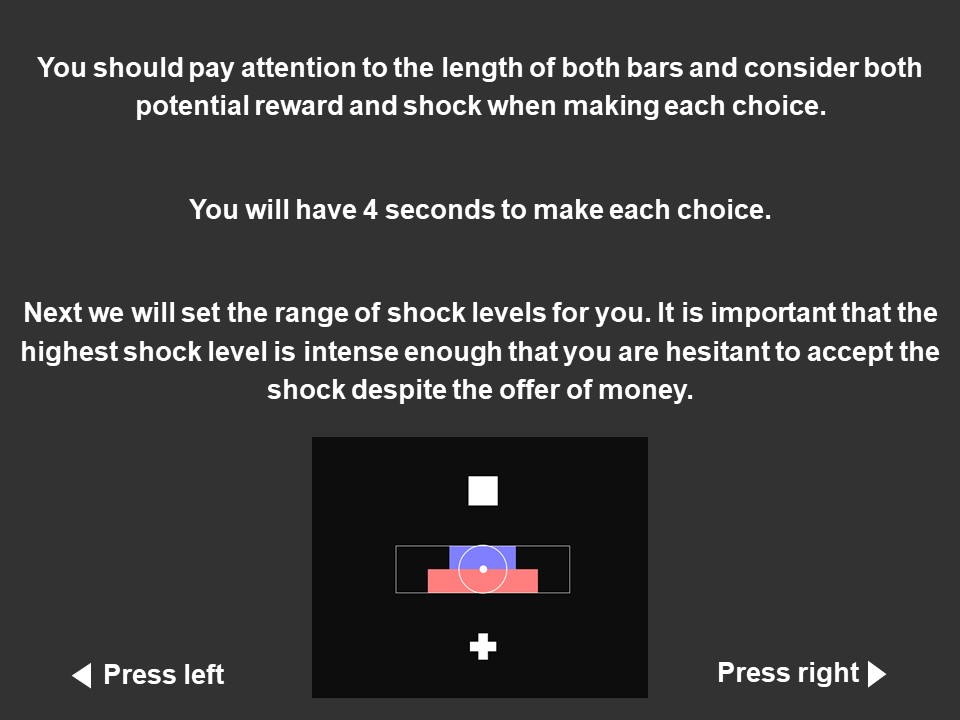 You should pay attention to the length of both bars and consider both
potential reward and shock when making each choice.
You will have 4 seconds to make each choice.
Next we will set the range of shock levels for you. It is important that the
highest shock level is intense enough that you are hesitant to accept the
shock despite the offer of money.
Press left
Press right